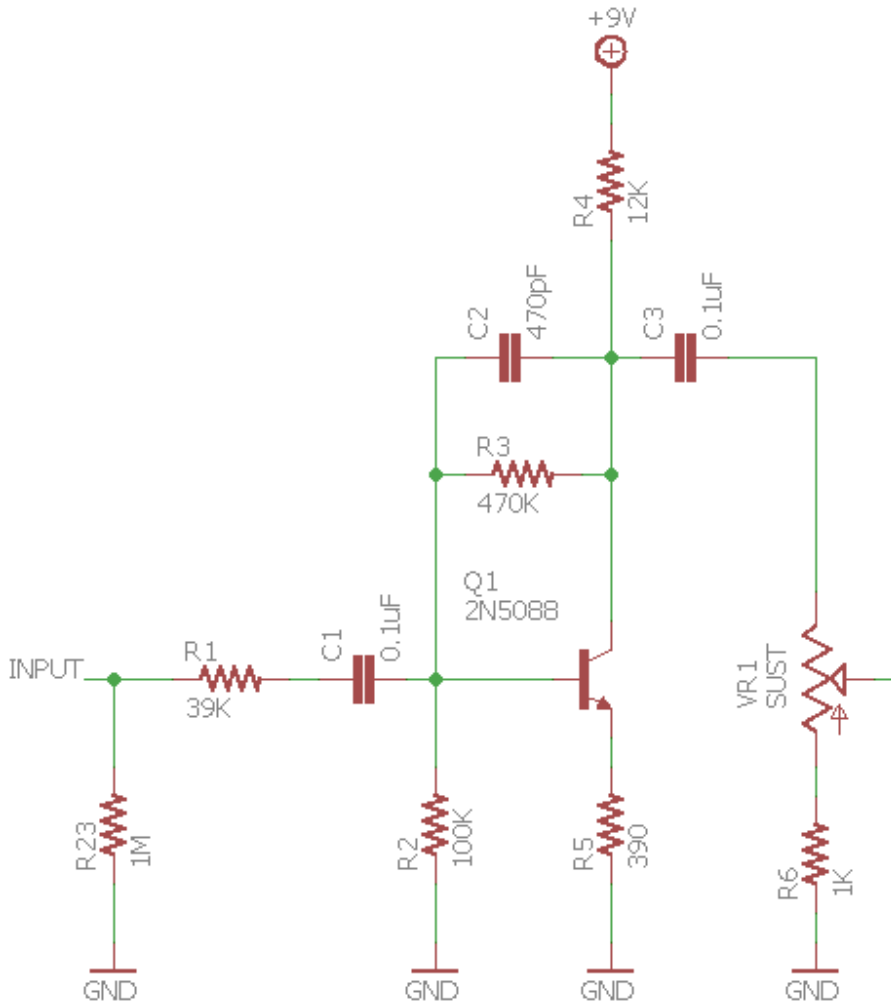 +9V
R4
12K
C2
470pF
C3
0.1uF
R3
470K
Q1
2N5088
INPUT
R1
39K
C1
0.1uF
VR1
SUST
R23
1M
R2
100K
R5
390
R6
1K
GND
GND
GND
GND